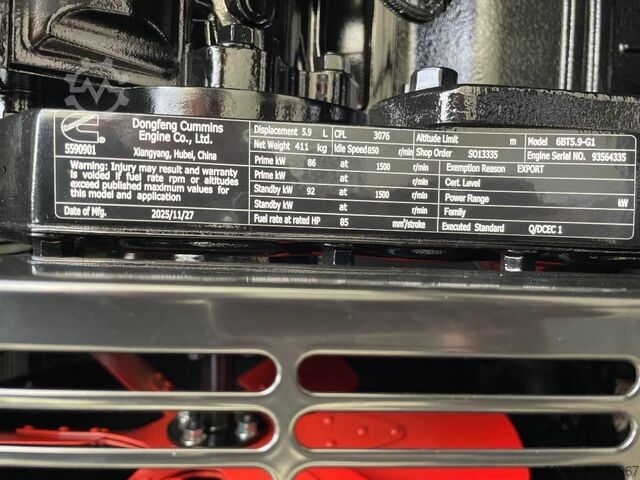 Dongfeng Cummins
Engine Co., Ltd.
5590901 Xiangyang, Hubei, China
Warning: Injury may result and warranty
is voided if fuel rate rpm or altitudes
exceed published maximum values for this
model and application
Date of Mfg. 2025/11/27
Displacement 5.9 L CPL 3076 Altitude Limit m Model 6BT5.9-G1
Net Weight 411 kg Idle Speed 850 r/min Shop Order SO13335 Engine Serial NO. 93564335
Prime kW 86 at 1500 r/min Exemption Reason EXPORT
Prime kW at r/min Cert. Level
Standby kW 92 at 1500 r/min Power Range kW
Standby kW at r/min Family
Fuel rate at rated HP 85 mm³/stroke Executed Standard Q/DCEC 1